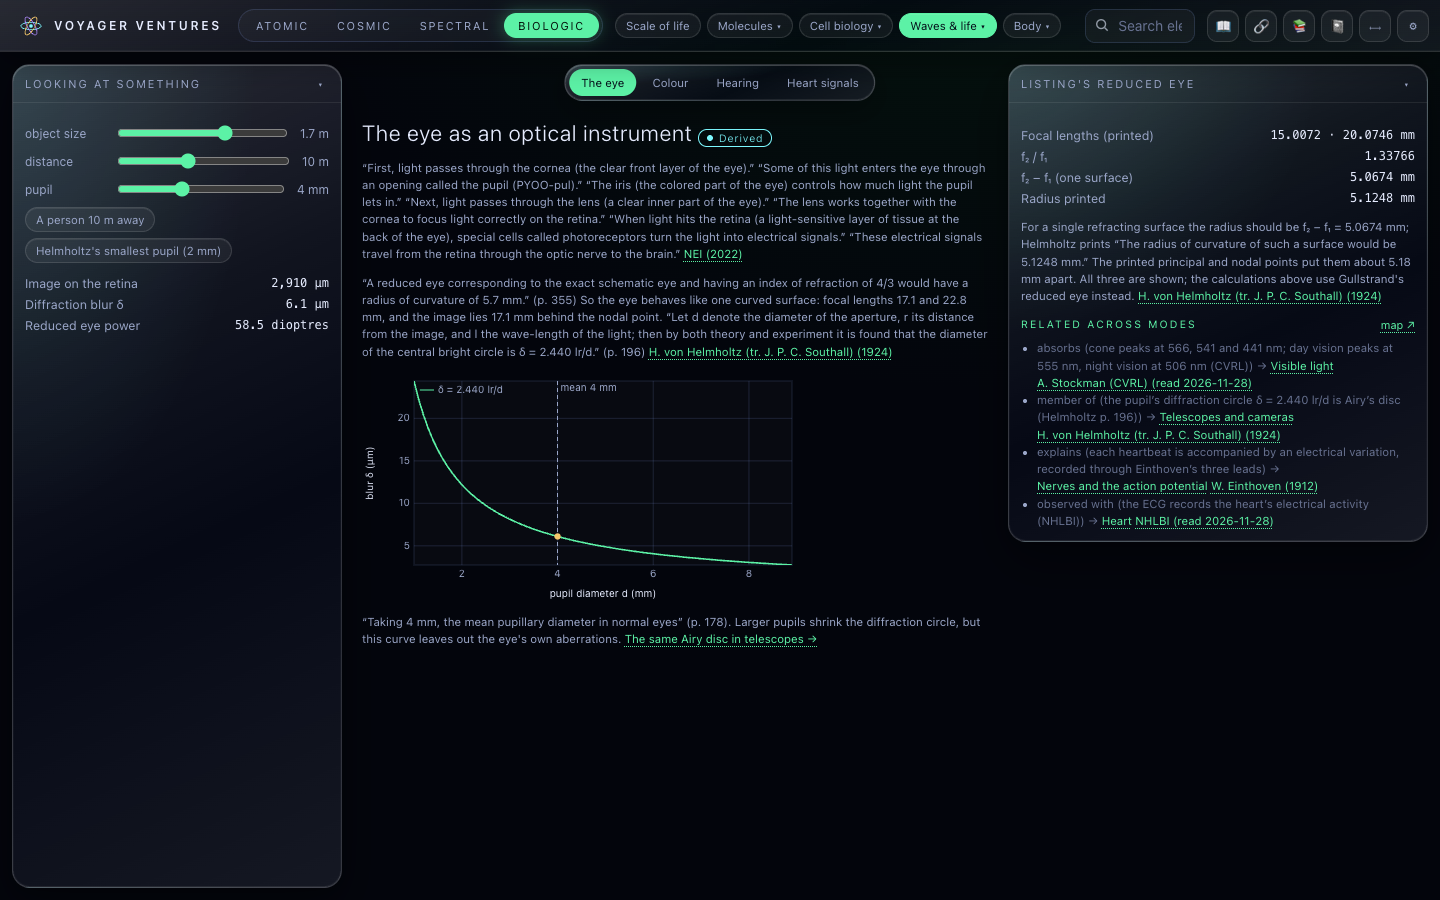 VOYAGER VENTURES
ATOMIC COSMIC SPECTRAL BIOLOGIC
Scale of life Molecules Cell biology Waves & life Body
Search ele
LOOKING AT SOMETHING
object size 1.7 m
distance 10 m
pupil 4 mm
A person 10 m away
Helmholtz's smallest pupil (2 mm)
Image on the retina 2,910 µm
Diffraction blur δ 6.1 µm
Reduced eye power 58.5 dioptres
The eye Colour Hearing Heart signals
The eye as an optical instrument Derived
“First, light passes through the cornea (the clear front layer of the eye).” “Some of this light enters the eye through
an opening called the pupil (PYOO-pul).” “The iris (the colored part of the eye) controls how much light the pupil
lets in.” “Next, light passes through the lens (a clear inner part of the eye).” “The lens works together with the
cornea to focus light correctly on the retina.” “When light hits the retina (a light-sensitive layer of tissue at the
back of the eye), special cells called photoreceptors turn the light into electrical signals.” “These electrical signals
travel from the retina through the optic nerve to the brain.” NEI (2022)
“A reduced eye corresponding to the exact schematic eye and having an index of refraction of 4/3 would have a
radius of curvature of 5.7 mm.” (p. 355) So the eye behaves like one curved surface: focal lengths 17.1 and 22.8
mm, and the image lies 17.1 mm behind the nodal point. “Let d denote the diameter of the aperture, r its distance
from the image, and l the wave-length of the light; then by both theory and experiment it is found that the diameter
of the central bright circle is δ = 2.440 lr/d.” (p. 196) H. von Helmholtz (tr. J. P. C. Southall) (1924)
δ = 2.440 lr/d
mean 4 mm
20
15
10
5
blur δ (µm)
2 4 6 8
pupil diameter d (mm)
“Taking 4 mm, the mean pupillary diameter in normal eyes” (p. 178). Larger pupils shrink the diffraction circle, but
this curve leaves out the eye's own aberrations. The same Airy disc in telescopes →
LISTING'S REDUCED EYE
Focal lengths (printed) 15.0072 · 20.0746 mm
f₂ / f₁ 1.33766
f₂ − f₁ (one surface) 5.0674 mm
Radius printed 5.1248 mm
For a single refracting surface the radius should be f₂ − f₁ = 5.0674 mm;
Helmholtz prints “The radius of curvature of such a surface would be
5.1248 mm.” The printed principal and nodal points put them about 5.18
mm apart. All three are shown; the calculations above use Gullstrand's
reduced eye instead. H. von Helmholtz (tr. J. P. C. Southall) (1924)
RELATED ACROSS MODES map ↗
absorbs (cone peaks at 566, 541 and 441 nm; day vision peaks at
555 nm, night vision at 506 nm (CVRL)) → Visible light
A. Stockman (CVRL) (read 2026-11-28)
member of (the pupil's diffraction circle δ = 2.440 lr/d is Airy's disc
(Helmholtz p. 196)) → Telescopes and cameras
H. von Helmholtz (tr. J. P. C. Southall) (1924)
explains (each heartbeat is accompanied by an electrical variation,
recorded through Einthoven's three leads) →
Nerves and the action potential W. Einthoven (1912)
observed with (the ECG records the heart's electrical activity
(NHLBI)) → Heart NHLBI (read 2026-11-28)